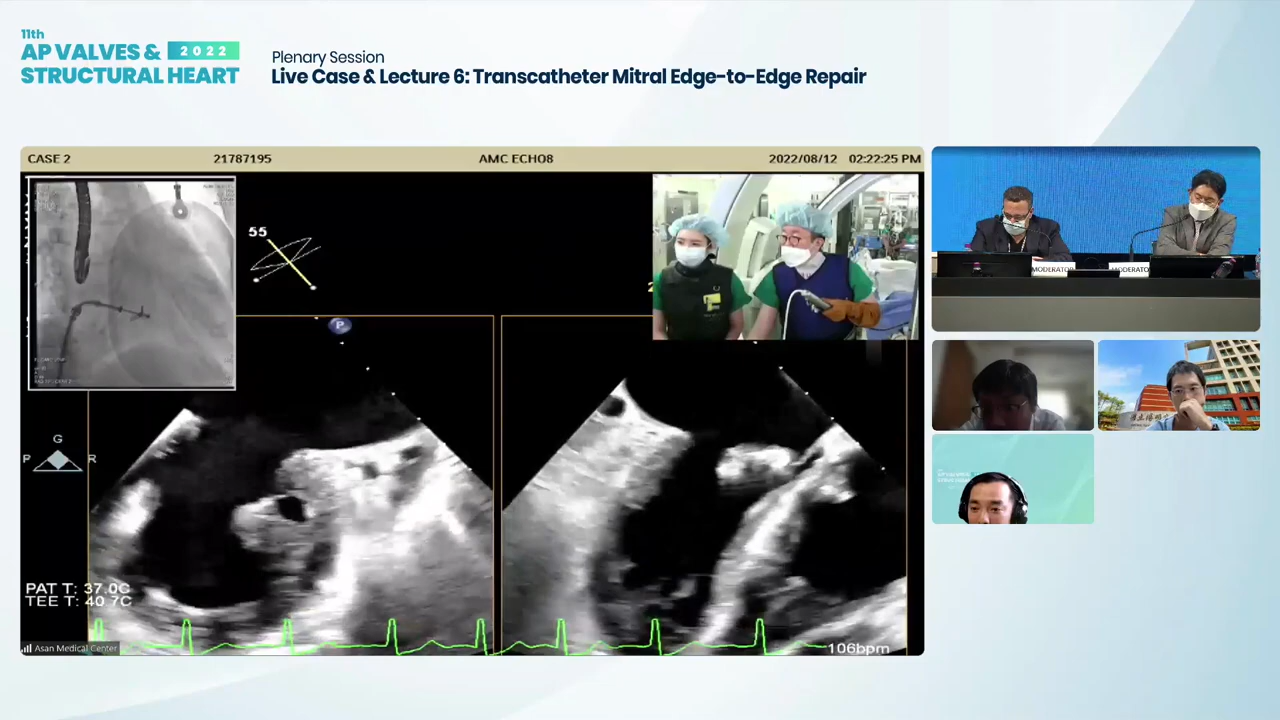 11th
AP VALVES & 2022
STRUCTURAL HEART
Plenary Session
Live Case & Lecture 6: Transcatheter Mitral Edge-to-Edge Repair
CASE 2 21787195 AMC ECHO8 2022/08/12 02:22:25 PM
55
P
G
P R
PAT T: 37.0C
TEE T: 40.7C
106bpm
Asan Medical Center
MODERATO MODERATO